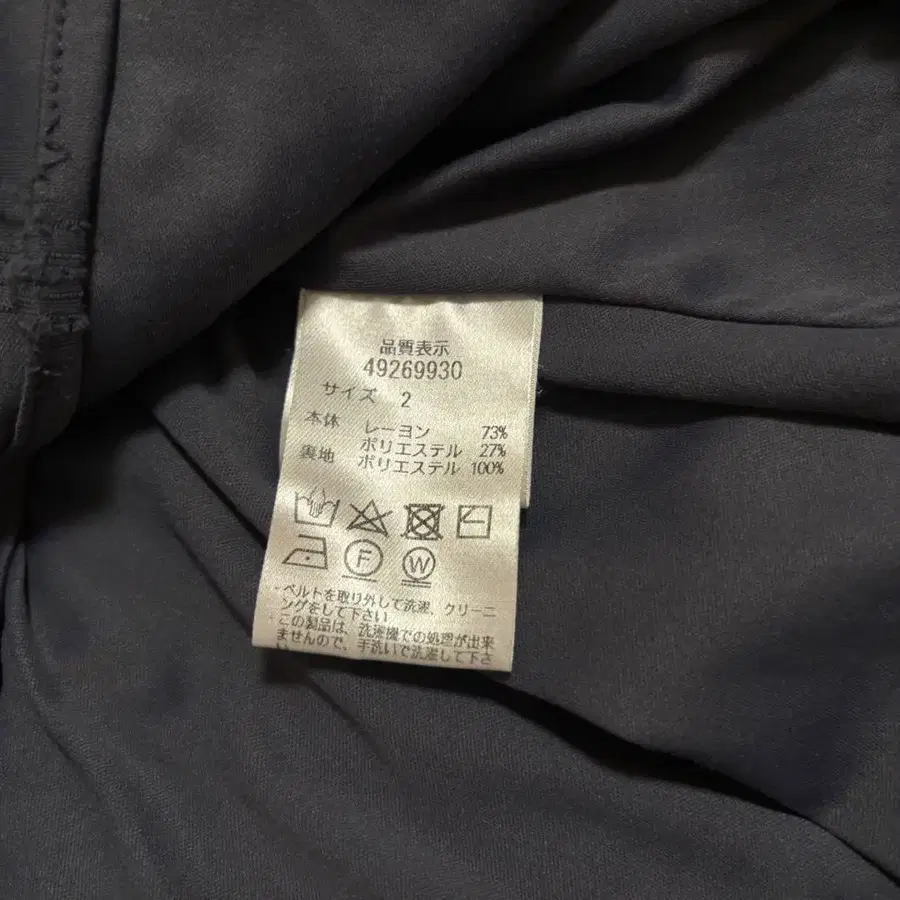 品質表示
49269930
サイズ 2
本体 レーヨン 73%
ポリエステル 27%
裏地 ポリエステル 100%
F W
・ベルトを取り外して洗濯、クリーニ
ングをして下さい
・この製品は、洗濯機での処理が出来
ませんので、手洗いで洗濯して下さ
い